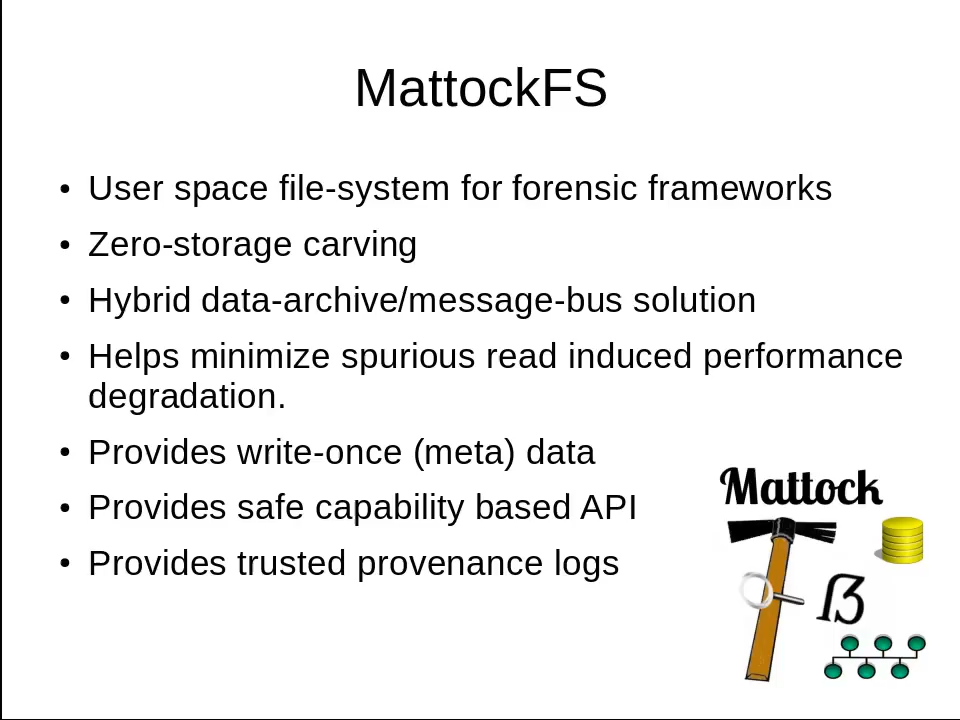 MattockFS
• User space file-system for forensic frameworks
• Zero-storage carving
• Hybrid data-archive/message-bus solution
• Helps minimize spurious read induced performance
degradation.
• Provides write-once (meta) data
• Provides safe capability based API
• Provides trusted provenance logs
Mattock
ß